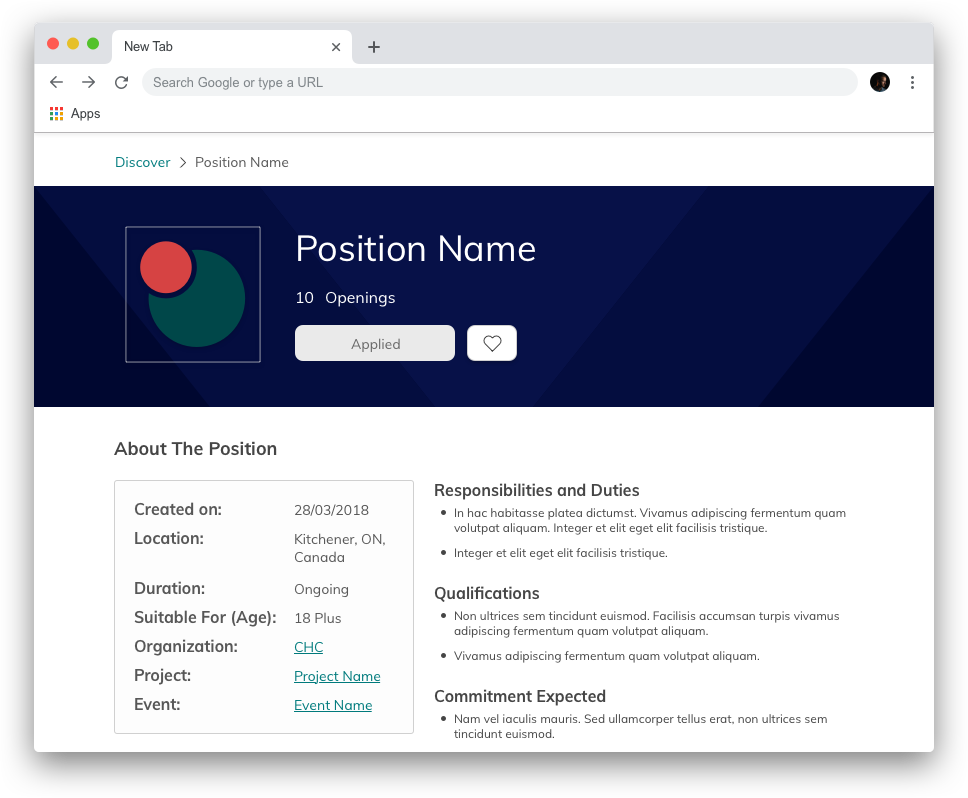 New Tab
Search Google or type a URL
Apps
Discover > Position Name
Position Name
10 Openings
Applied
About The Position
Created on: 28/03/2018
Location: Kitchener, ON,
Canada
Duration: Ongoing
Suitable For (Age): 18 Plus
Organization: CHC
Project: Project Name
Event: Event Name
Responsibilities and Duties
• In hac habitasse platea dictumst. Vivamus adipiscing fermentum quam
volutpat aliquam. Integer et elit eget elit facilisis tristique.
• Integer et elit eget elit facilisis tristique.
Qualifications
• Non ultrices sem tincidunt euismod. Facilisis accumsan turpis vivamus
adipiscing fermentum quam volutpat aliquam.
• Vivamus adipiscing fermentum quam volutpat aliquam.
Commitment Expected
• Nam vel iaculis mauris. Sed ullamcorper tellus erat, non ultrices sem
tincidunt euismod.